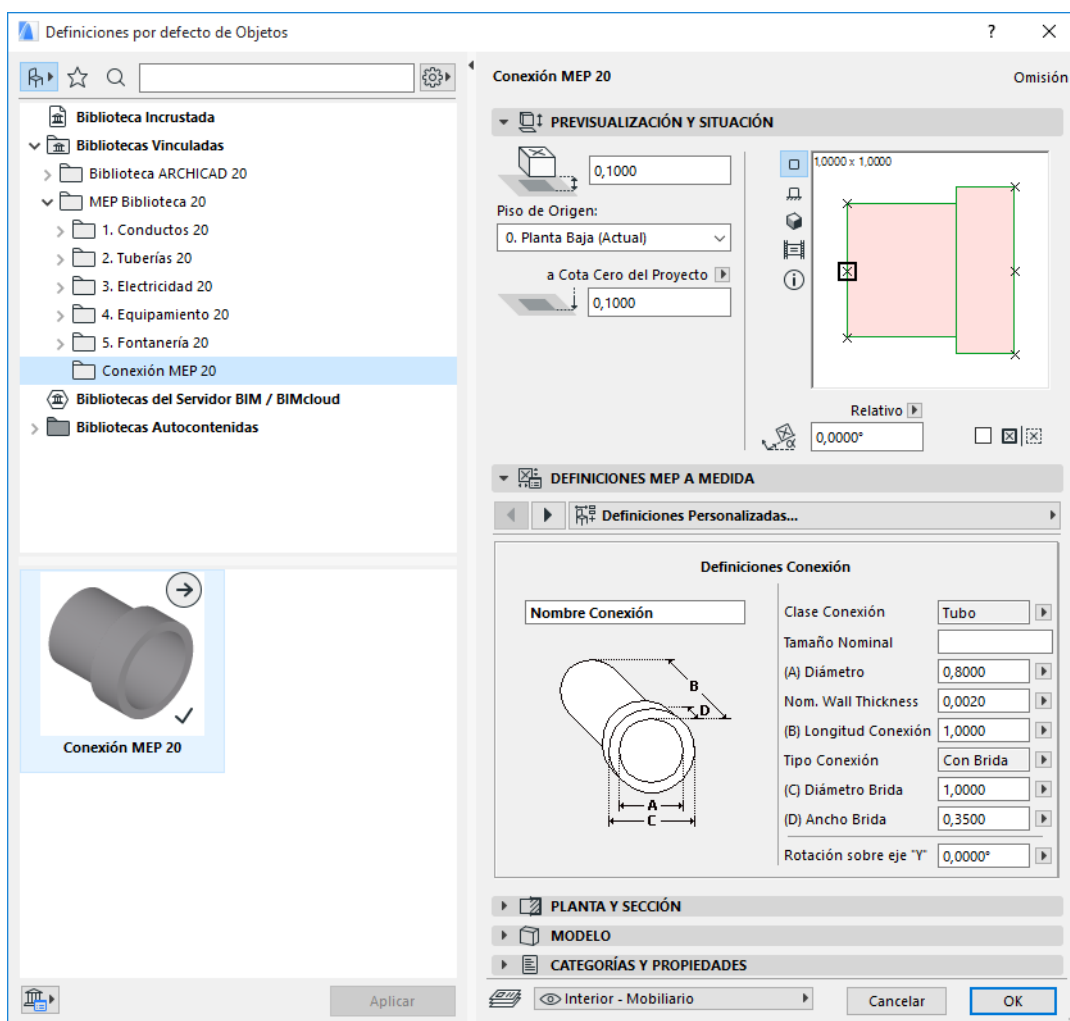 Definiciones por defecto de Objetos
?
Biblioteca Incrustada
Bibliotecas Vinculadas
Biblioteca ARCHICAD 20
MEP Biblioteca 20
1. Conductos 20
2. Tuberías 20
3. Electricidad 20
4. Equipamiento 20
5. Fontanería 20
Conexión MEP 20
Bibliotecas del Servidor BIM / BIMcloud
Bibliotecas Autocontenidas
Conexión MEP 20
Aplicar
Conexión MEP 20
Omisión
PREVISUALIZACIÓN Y SITUACIÓN
0,1000
Piso de Origen:
0. Planta Baja (Actual)
a Cota Cero del Proyecto
0,1000
1,0000 x 1,0000
Relativo
α
0,0000°
DEFINICIONES MEP A MEDIDA
Definiciones Personalizadas...
Definiciones Conexión
Nombre Conexión
B
D
A
C
Clase Conexión Tubo
Tamaño Nominal
(A) Diámetro 0,8000
Nom. Wall Thickness 0,0020
(B) Longitud Conexión 1,0000
Tipo Conexión Con Brida
(C) Diámetro Brida 1,0000
(D) Ancho Brida 0,3500
Rotación sobre eje "Y" 0,0000°
PLANTA Y SECCIÓN
MODELO
CATEGORÍAS Y PROPIEDADES
Interior - Mobiliario
Cancelar
OK